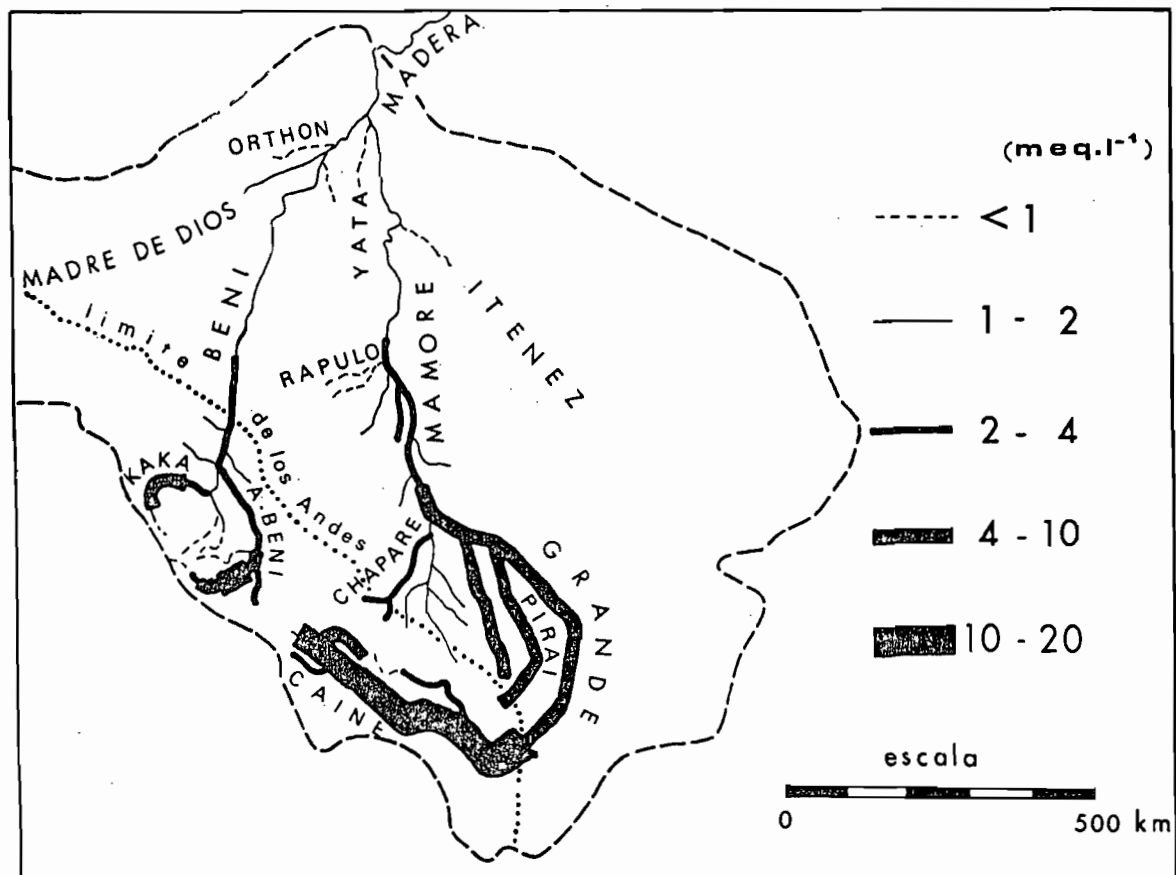 MADERA
ORTHON
(meq.l⁻¹)
< 1
MADRE DE DIOS
YATA
BENI
ITENEZ
limite de los Andes
1 - 2
MAMORE
RAPULO
2 - 4
KAKA
A.BENI
CHAPARE
GRANDE
4 - 10
PIRAI
10 - 20
CAINE
escala
0 500 km